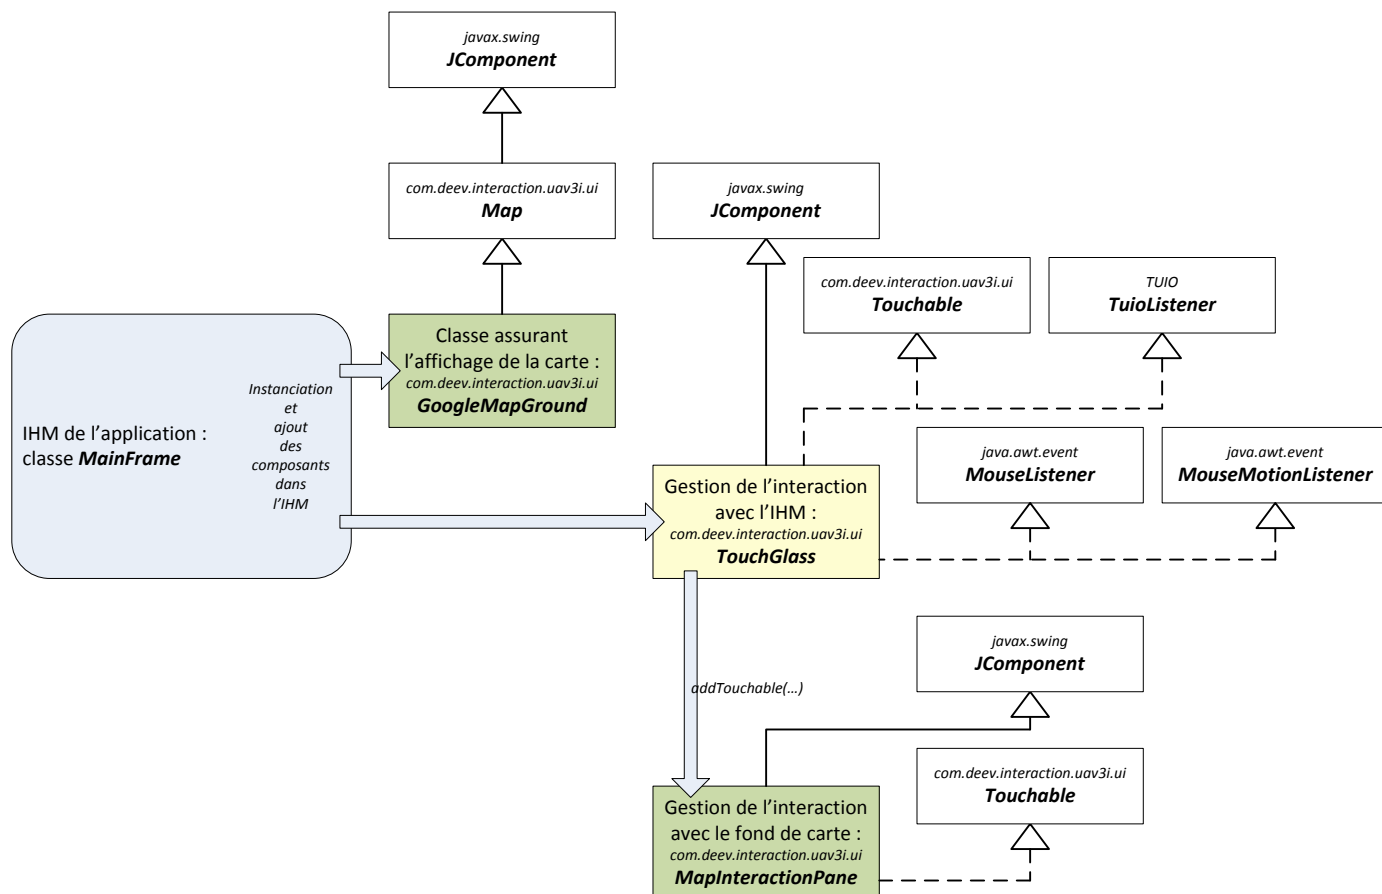 javax.swing
JComponent
com.deev.interaction.uav3i.ui
Map
javax.swing
JComponent
com.deev.interaction.uav3i.ui
Touchable
TUIO
TuioListener
Classe assurant
l’affichage de la carte :
com.deev.interaction.uav3i.ui
GoogleMapGround
IHM de l’application :
classe MainFrame
Instanciation
et
ajout
des
composants
dans
l’IHM
java.awt.event
MouseListener
java.awt.event
MouseMotionListener
Gestion de l’interaction
avec l’IHM :
com.deev.interaction.uav3i.ui
TouchGlass
javax.swing
JComponent
addTouchable(…)
com.deev.interaction.uav3i.ui
Touchable
Gestion de l’interaction
avec le fond de carte :
com.deev.interaction.uav3i.ui
MapInteractionPane